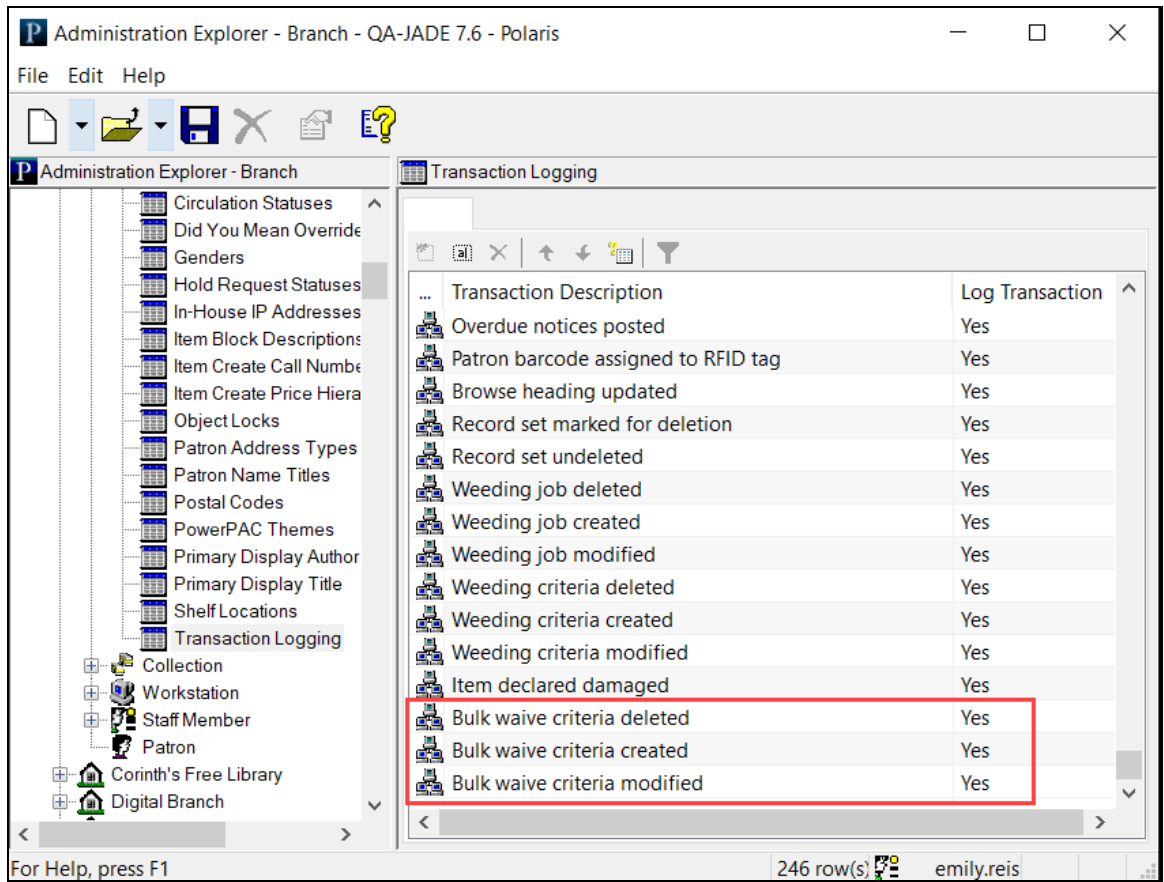 P Administration Explorer - Branch - QA-JADE 7.6 - Polaris
File Edit Help
P Administration Explorer - Branch
Transaction Logging
Circulation Statuses
Did You Mean Override
Genders
Hold Request Statuses
In-House IP Addresses
Item Block Descriptions
Item Create Call Numbe
Item Create Price Hiera
Object Locks
Patron Address Types
Patron Name Titles
Postal Codes
PowerPAC Themes
Primary Display Author
Primary Display Title
Shelf Locations
Transaction Logging
Collection
Workstation
Staff Member
Patron
Corinth's Free Library
Digital Branch
... Transaction Description Log Transaction
Overdue notices posted Yes
Patron barcode assigned to RFID tag Yes
Browse heading updated Yes
Record set marked for deletion Yes
Record set undeleted Yes
Weeding job deleted Yes
Weeding job created Yes
Weeding job modified Yes
Weeding criteria deleted Yes
Weeding criteria created Yes
Weeding criteria modified Yes
Item declared damaged Yes
Bulk waive criteria deleted Yes
Bulk waive criteria created Yes
Bulk waive criteria modified Yes
For Help, press F1 246 row(s) emily.reis